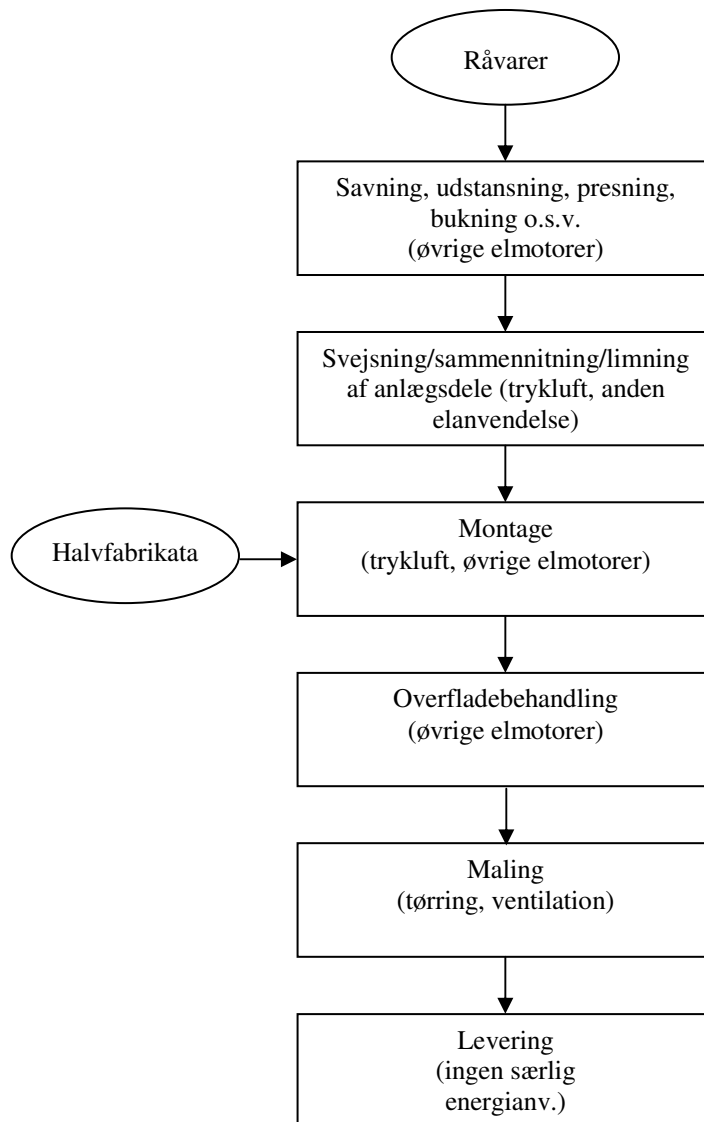 Råvarer
Savning, udstansning, presning,
bukning o.s.v.
(øvrige elmotorer)
Svejsning/sammennitning/limning
af anlægsdele (trykluft, anden
elanvendelse)
Halvfabrikata
Montage
(trykluft, øvrige elmotorer)
Overfladebehandling
(øvrige elmotorer)
Maling
(tørring, ventilation)
Levering
(ingen særlig
energianv.)